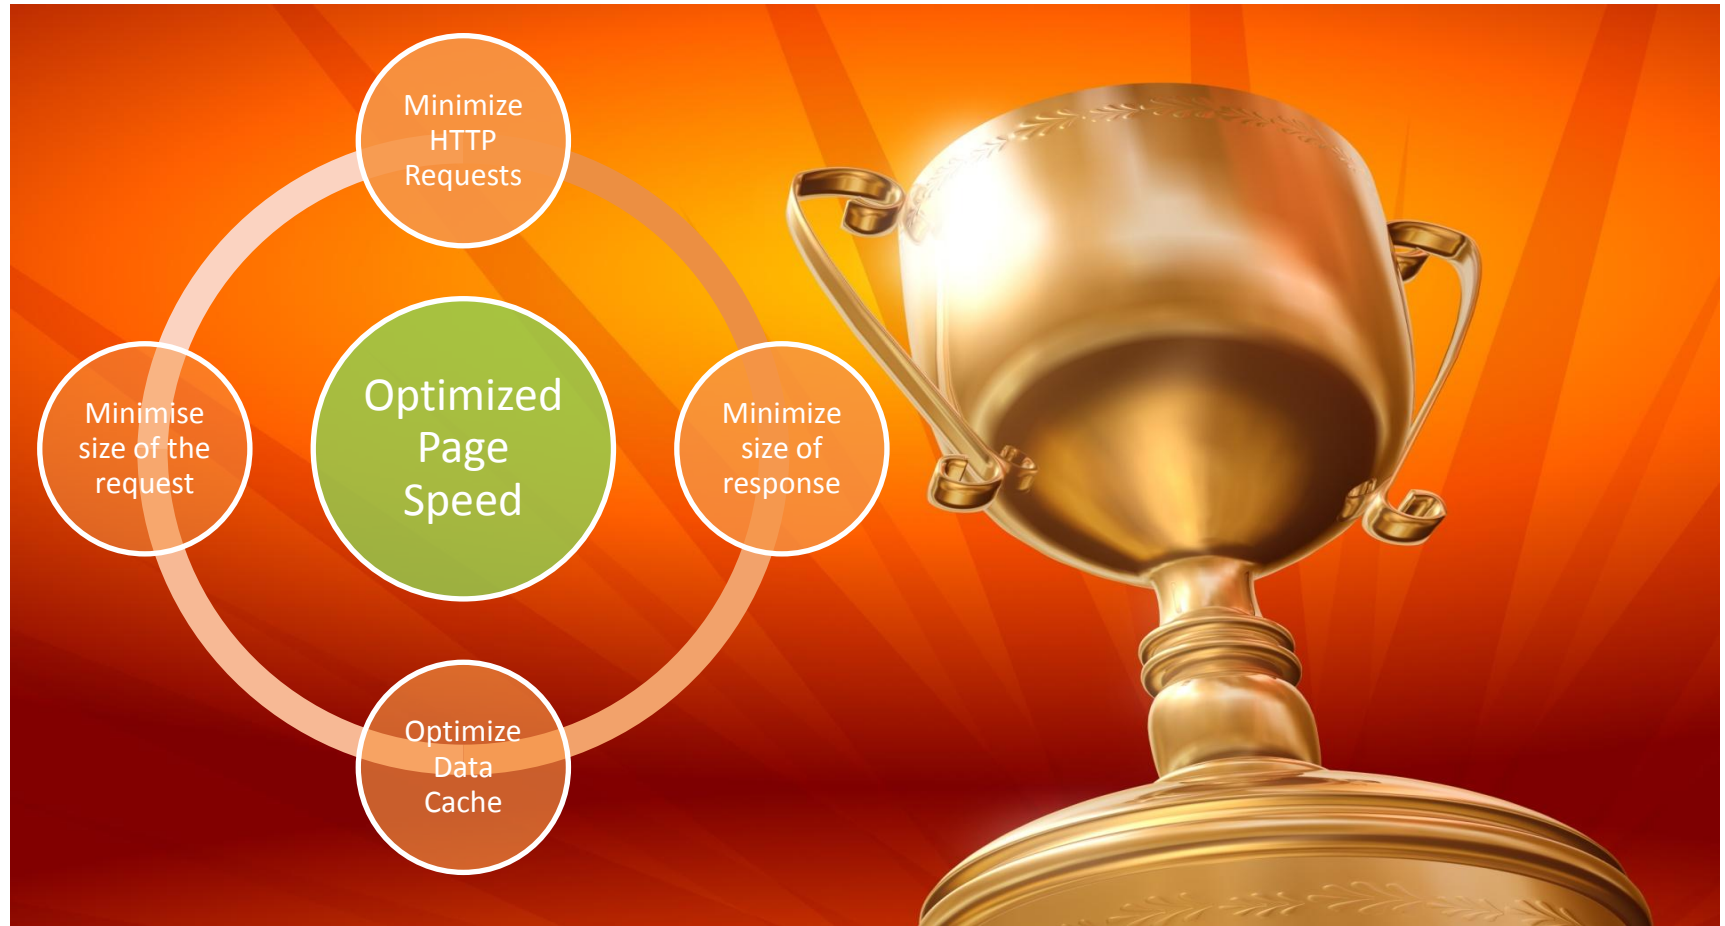 Minimize
HTTP
Requests
Optimized
Page
Speed
Minimize
size of
response
Optimize
Data
Cache
Minimise
size of the
request